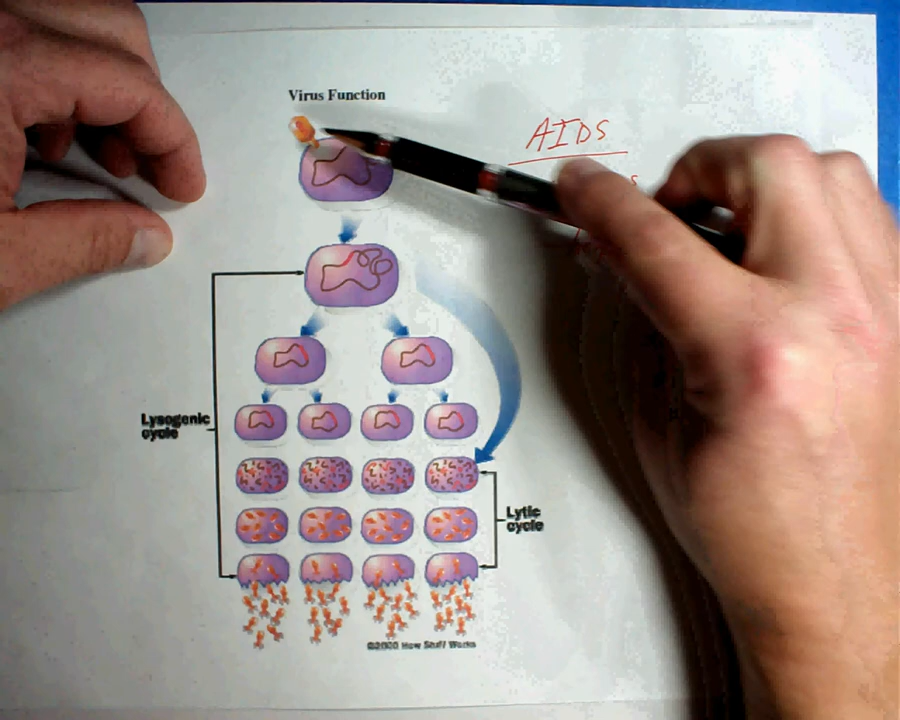 Virus Function
AIDS
Lysogenic
cycle
Lytic
cycle
©2000 How Stuff Works